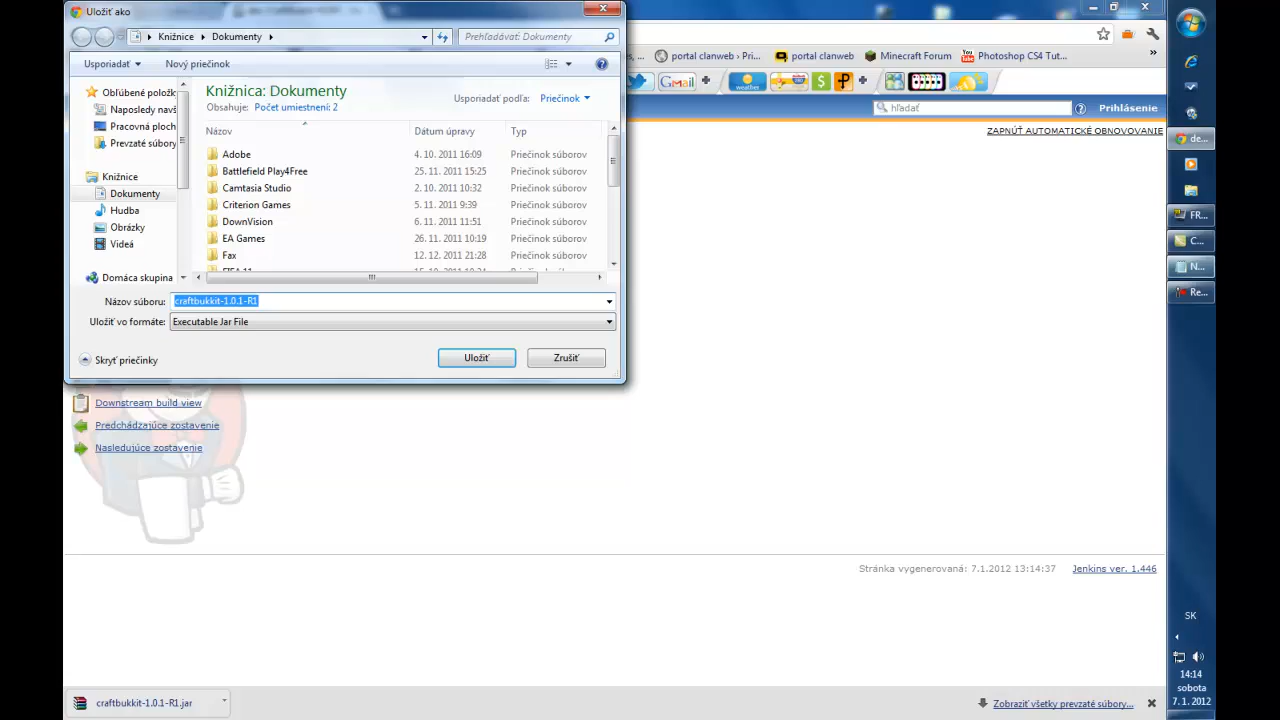 Uložiť ako
Knižnice
Dokumenty
Prehľadávať: Dokumenty
Usporiadať
Nový priečinok
Obľúbené položk
Naposledy navš
Pracovná ploch
Prevzaté súbory
Knižnice
Dokumenty
Hudba
Obrázky
Videá
Domáca skupina
Knižnica: Dokumenty
Obsahuje: Počet umiestnení: 2
Usporiadať podľa: Priečinok
Názov Dátum úpravy Typ
Adobe 4. 10. 2011 16:09 Priečinok súborov
Battlefield Play4Free 25. 11. 2011 15:25 Priečinok súborov
Camtasia Studio 2. 10. 2011 10:32 Priečinok súborov
Criterion Games 5. 11. 2011 9:39 Priečinok súborov
DownVision 6. 11. 2011 11:51 Priečinok súborov
EA Games 26. 11. 2011 10:19 Priečinok súborov
Fax 12. 12. 2011 21:28 Priečinok súborov
Názov súboru: craftbukkit-1.0.1-R1
Uložiť vo formáte: Executable Jar File
Skryť priečinky
Uložiť
Zrušiť
portal clanweb › Pri...
portal clanweb
Minecraft Forum
You Tube
Photoshop CS4 Tut...
»
Gmail
weather
hľadať
Prihlásenie
ZAPNÚŤ AUTOMATICKÉ OBNOVOVANIE
Downstream build view
Predchádzajúce zostavenie
Nasledujúce zostavenie
Stránka vygenerovaná: 7.1.2012 13:14:37
Jenkins ver. 1.446
craftbukkit-1.0.1-R1.jar
Zobraziť všetky prevzaté súbory...
de...
FR...
C...
N...
Re...
SK
14:14
sobota
7. 1. 2012